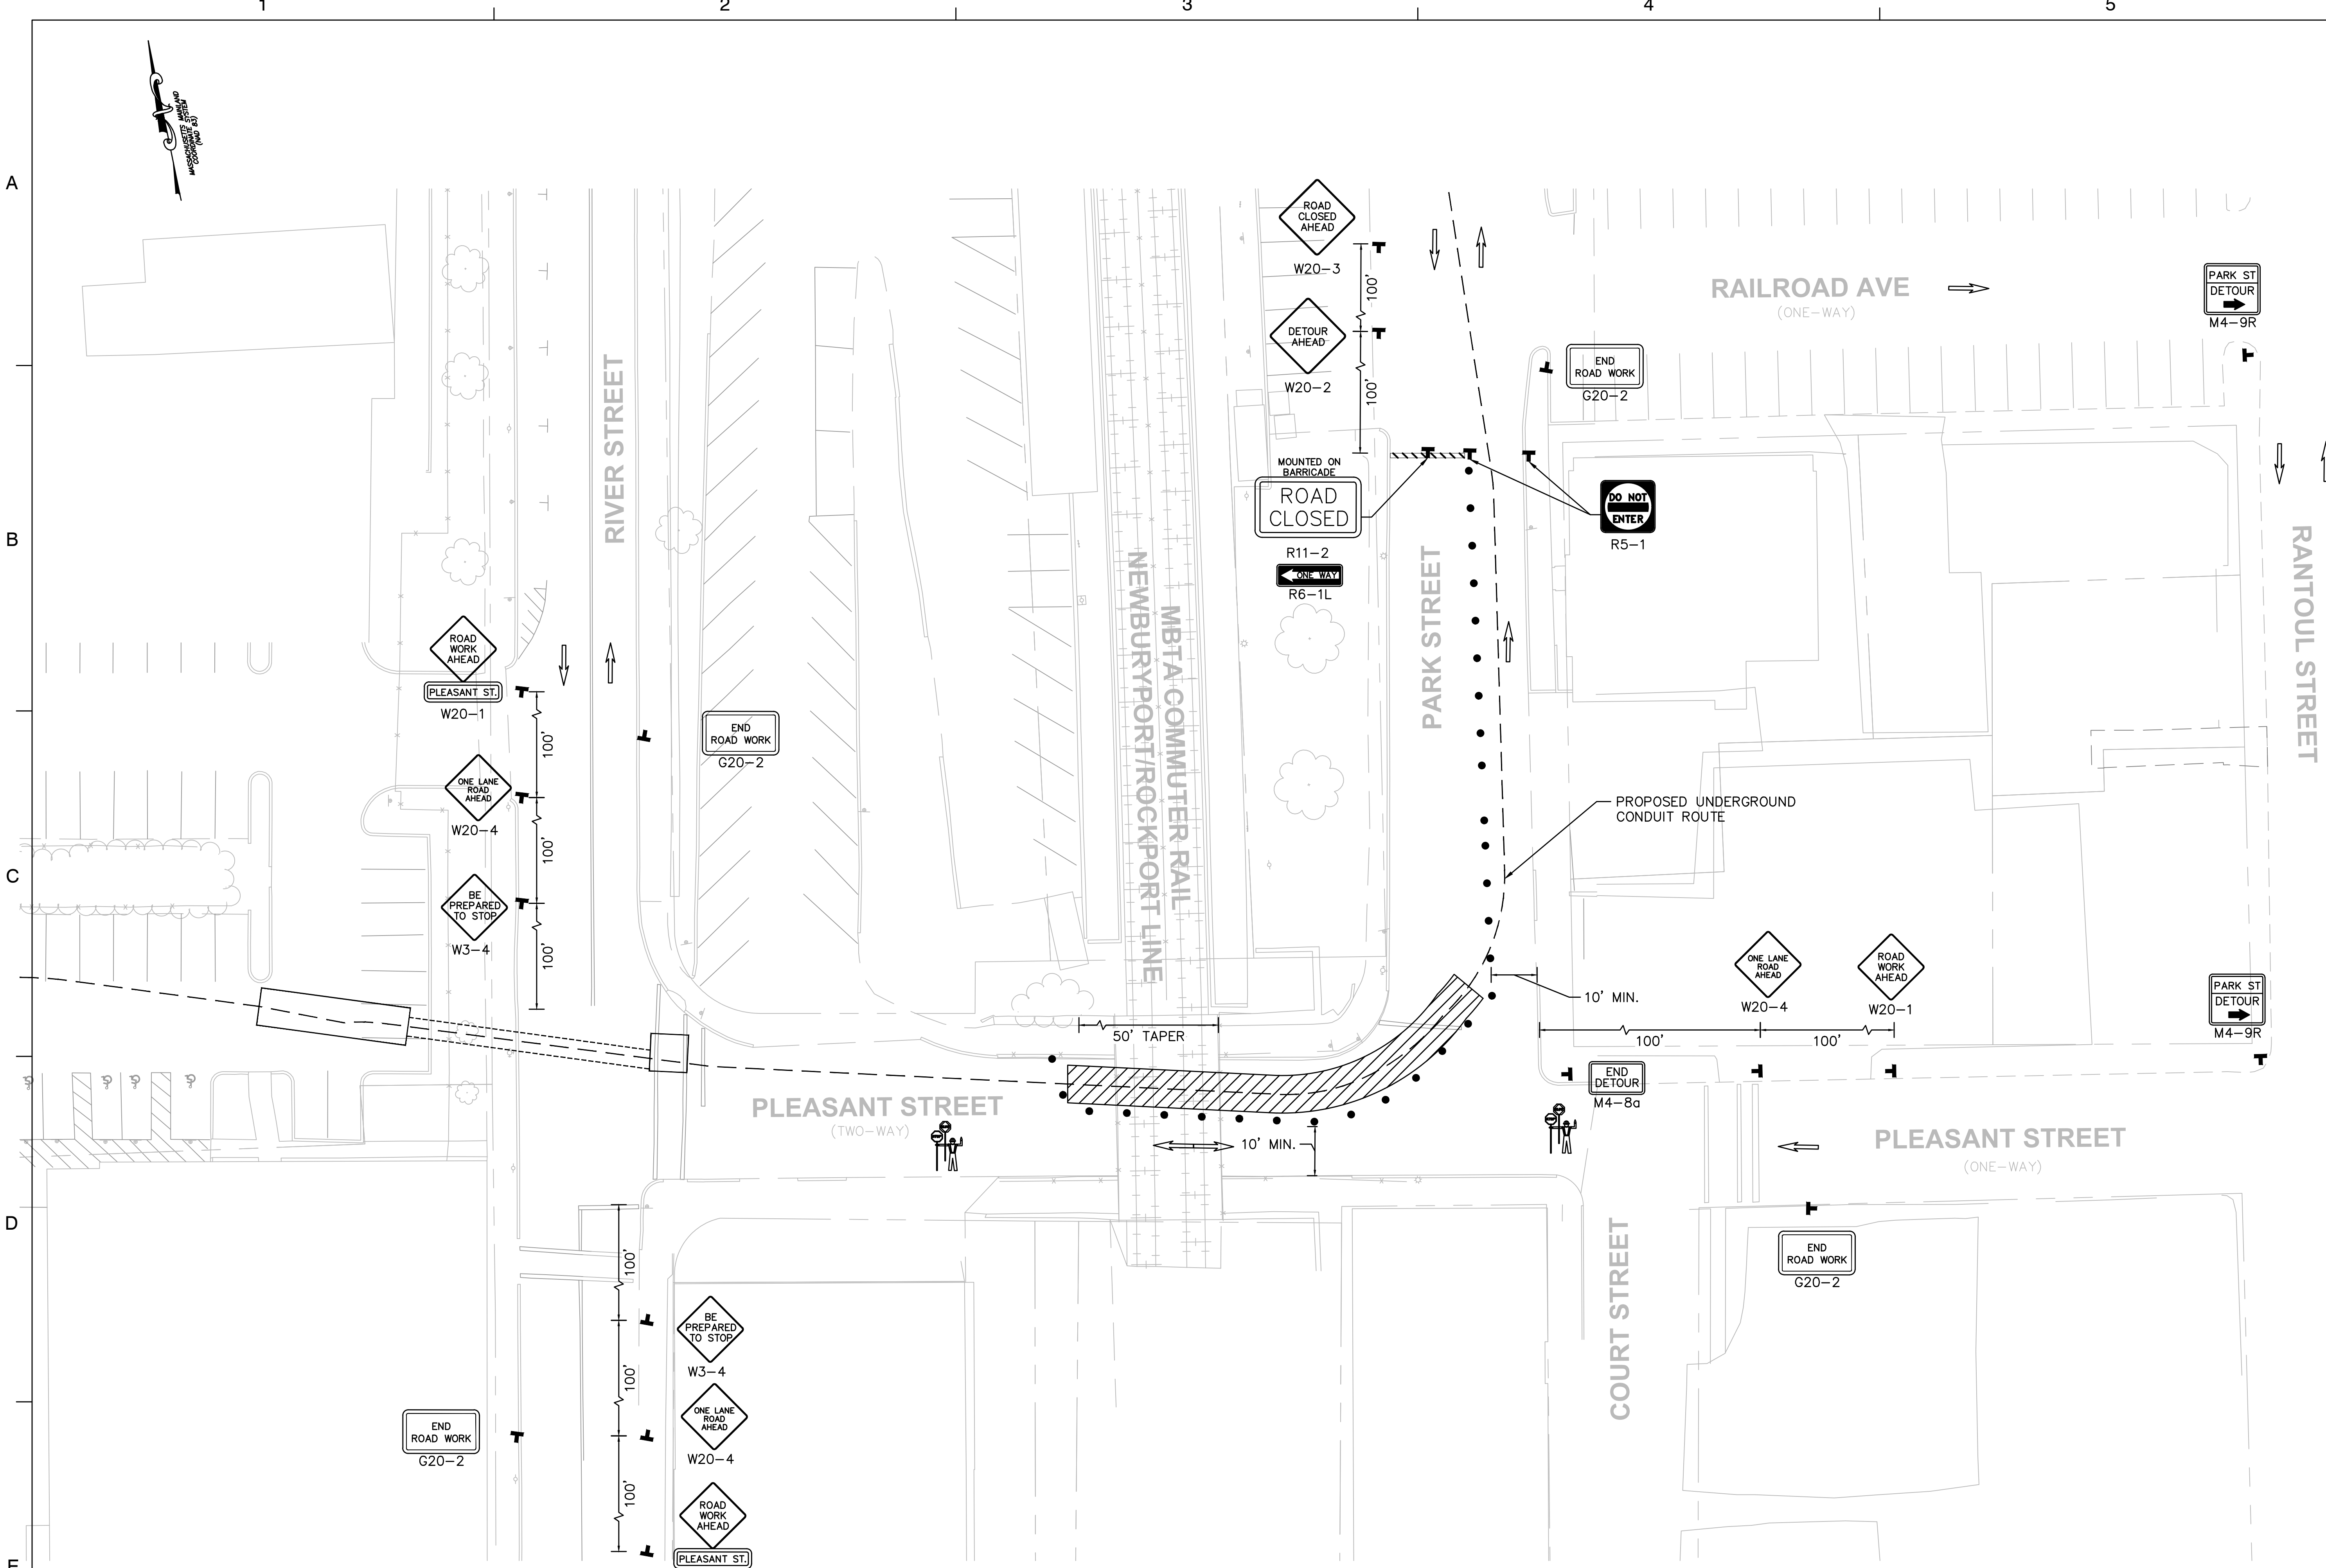 1
2
3
4
5
A
B
C
D
E
MASSACHUSETTS MAINLAND
COORDINATE SYSTEM
(NAD 83)
ROAD
CLOSED
AHEAD
W20-3
100'
DETOUR
AHEAD
W20-2
100'
RAILROAD AVE
(ONE-WAY)
PARK ST
DETOUR
M4-9R
END
ROAD WORK
G20-2
MOUNTED ON
BARRICADE
ROAD
CLOSED
R11-2
ONE WAY
R6-1L
DO NOT
ENTER
R5-1
RIVER STREET
NEWBURYPORT/ROCKPORT LINE
MBTA COMMUTER RAIL
PARK STREET
RANTOUL STREET
ROAD
WORK
AHEAD
PLEASANT ST.
W20-1
100'
END
ROAD WORK
G20-2
ONE LANE
ROAD
AHEAD
W20-4
100'
BE
PREPARED
TO STOP
W3-4
100'
PROPOSED UNDERGROUND
CONDUIT ROUTE
10' MIN.
ONE LANE
ROAD
AHEAD
W20-4
ROAD
WORK
AHEAD
W20-1
100'
100'
PARK ST
DETOUR
M4-9R
50' TAPER
END
DETOUR
M4-8a
PLEASANT STREET
(TWO-WAY)
10' MIN.
PLEASANT STREET
(ONE-WAY)
END
ROAD WORK
G20-2
COURT STREET
100'
BE
PREPARED
TO STOP
W3-4
100'
ONE LANE
ROAD
AHEAD
W20-4
END
ROAD WORK
G20-2
100'
ROAD
WORK
AHEAD
PLEASANT ST.